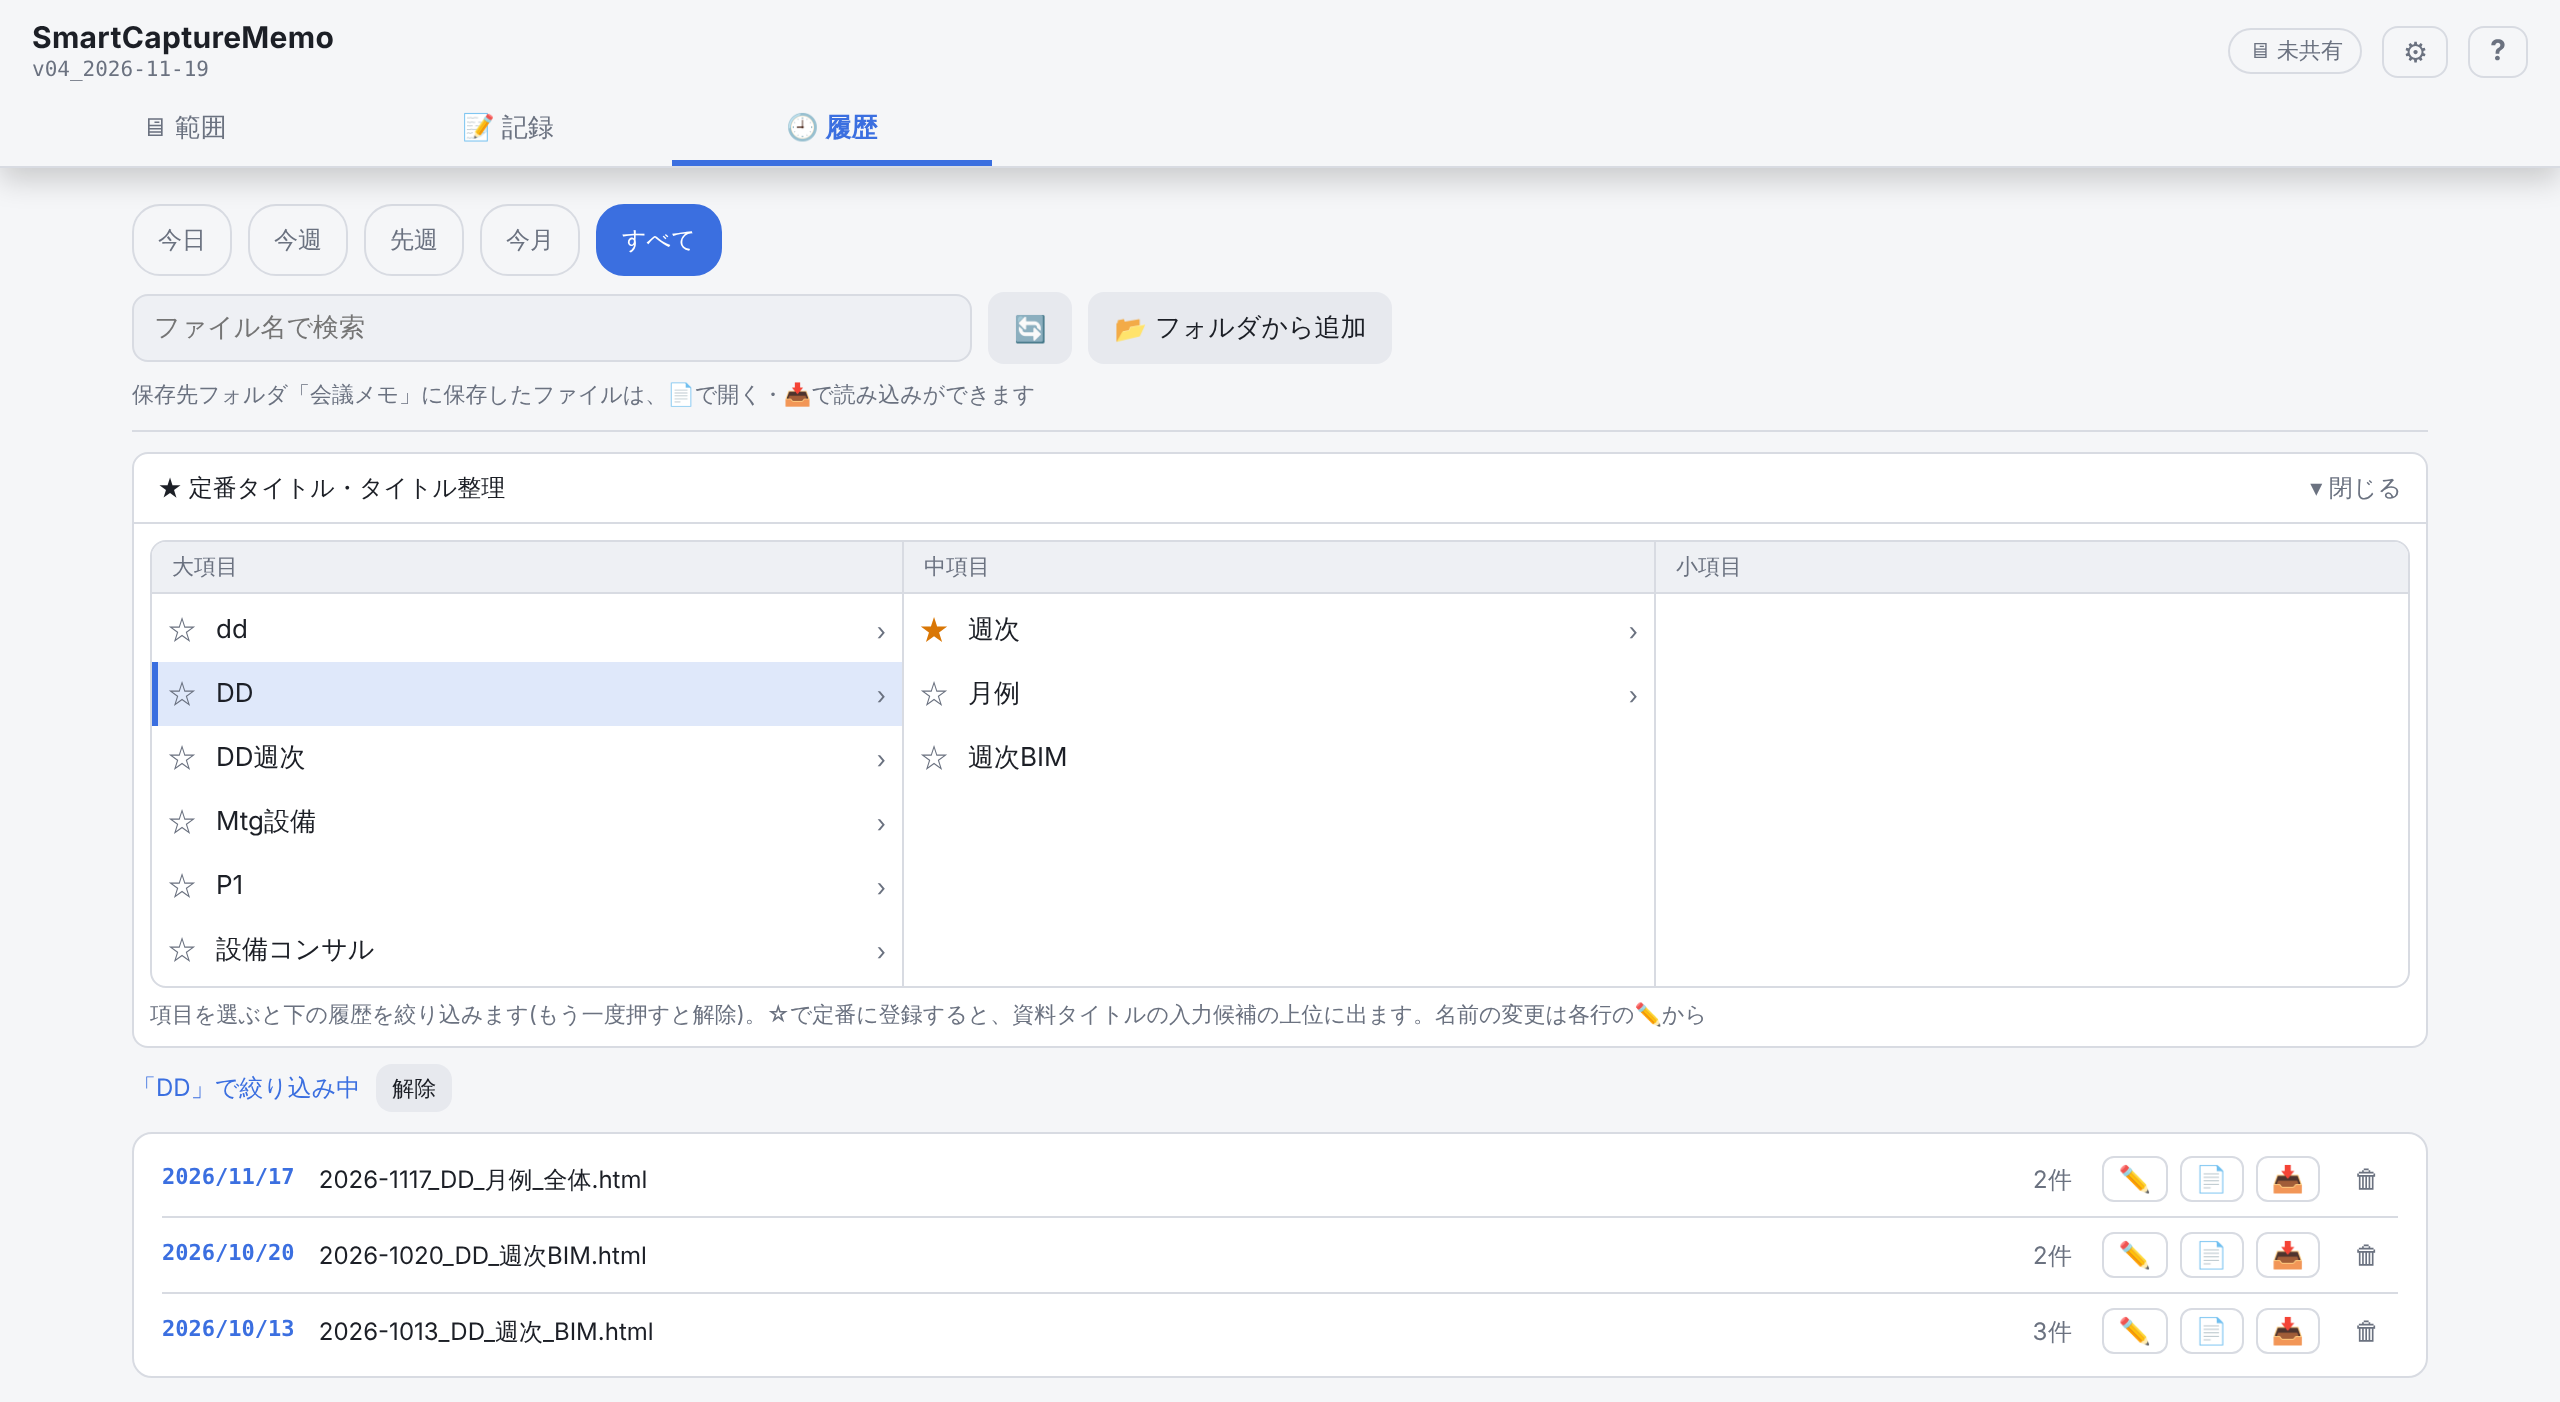 SmartCaptureMemo
v04_2026-11-19
🖥 未共有 ⚙ ?
🖥 範囲 📝 記録 🕘 履歴
今日 今週 先週 今月 すべて
ファイル名で検索 🔄 📂 フォルダから追加
保存先フォルダ「会議メモ」に保存したファイルは、📄で開く・📥で読み込みができます
★ 定番タイトル・タイトル整理 ▾ 閉じる
大項目 中項目 小項目
☆ dd › ★ 週次 ›
☆ DD › ☆ 月例 ›
☆ DD週次 › ☆ 週次BIM
☆ Mtg設備 ›
☆ P1 ›
☆ 設備コンサル ›
項目を選ぶと下の履歴を絞り込みます(もう一度押すと解除)。☆で定番に登録すると、資料タイトルの入力候補の上位に出ます。名前の変更は各行の✏️から
「DD」で絞り込み中 解除
2026/11/17 2026-1117_DD_月例_全体.html 2件 ✏️ 📄 📥 🗑
2026/10/20 2026-1020_DD_週次BIM.html 2件 ✏️ 📄 📥 🗑
2026/10/13 2026-1013_DD_週次_BIM.html 3件 ✏️ 📄 📥 🗑